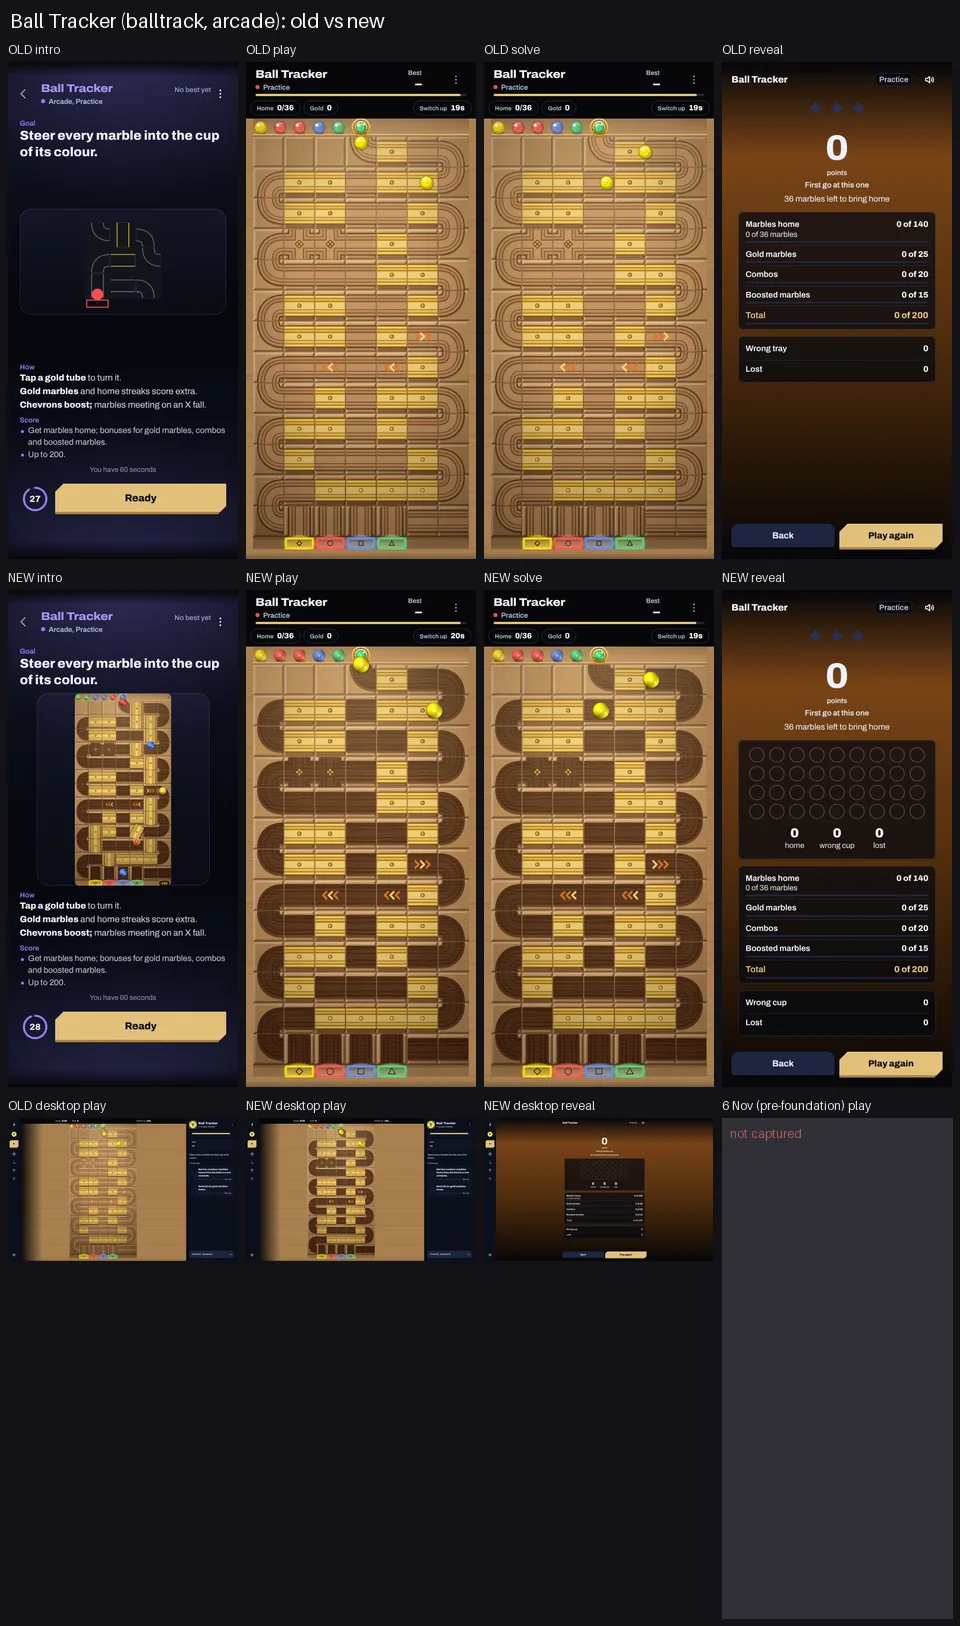 Ball Tracker (balltrack, arcade): old vs new
OLD intro
OLD play
OLD solve
OLD reveal
Ball Tracker
Arcade, Practice
No best yet
Goal
Steer every marble into the cup
of its colour.
How
Tap a gold tube to turn it.
Gold marbles and home streaks score extra.
Chevrons boost; marbles meeting on an X fall.
Score
Get marbles home; bonuses for gold marbles, combos
and boosted marbles.
Up to 200.
You have 60 seconds
27
Ready
Ball Tracker
Practice
Best
Home 0/36
Gold 0
Switch up 19s
Ball Tracker
Practice
Best
Home 0/36
Gold 0
Switch up 19s
Ball Tracker
Practice
0
points
First go at this one
36 marbles left to bring home
Marbles home 0 of 140
0 of 36 marbles
Gold marbles 0 of 25
Combos 0 of 20
Boosted marbles 0 of 15
Total 0 of 200
Wrong tray 0
Lost 0
Back
Play again
NEW intro
NEW play
NEW solve
NEW reveal
Ball Tracker
Arcade, Practice
No best yet
Goal
Steer every marble into the cup
of its colour.
How
Tap a gold tube to turn it.
Gold marbles and home streaks score extra.
Chevrons boost; marbles meeting on an X fall.
Score
Get marbles home; bonuses for gold marbles, combos
and boosted marbles.
Up to 200.
You have 60 seconds
28
Ready
Ball Tracker
Practice
Best
Home 0/36
Gold 0
Switch up 20s
Ball Tracker
Practice
Best
Home 0/36
Gold 0
Switch up 19s
Ball Tracker
Practice
0
points
First go at this one
36 marbles left to bring home
0 0 0
home wrong cup lost
Marbles home 0 of 140
0 of 36 marbles
Gold marbles 0 of 25
Combos 0 of 20
Boosted marbles 0 of 15
Total 0 of 200
Wrong cup 0
Lost 0
Back
Play again
OLD desktop play
NEW desktop play
NEW desktop reveal
6 Nov (pre-foundation) play
Ball Tracker
Ball Tracker
0
not captured